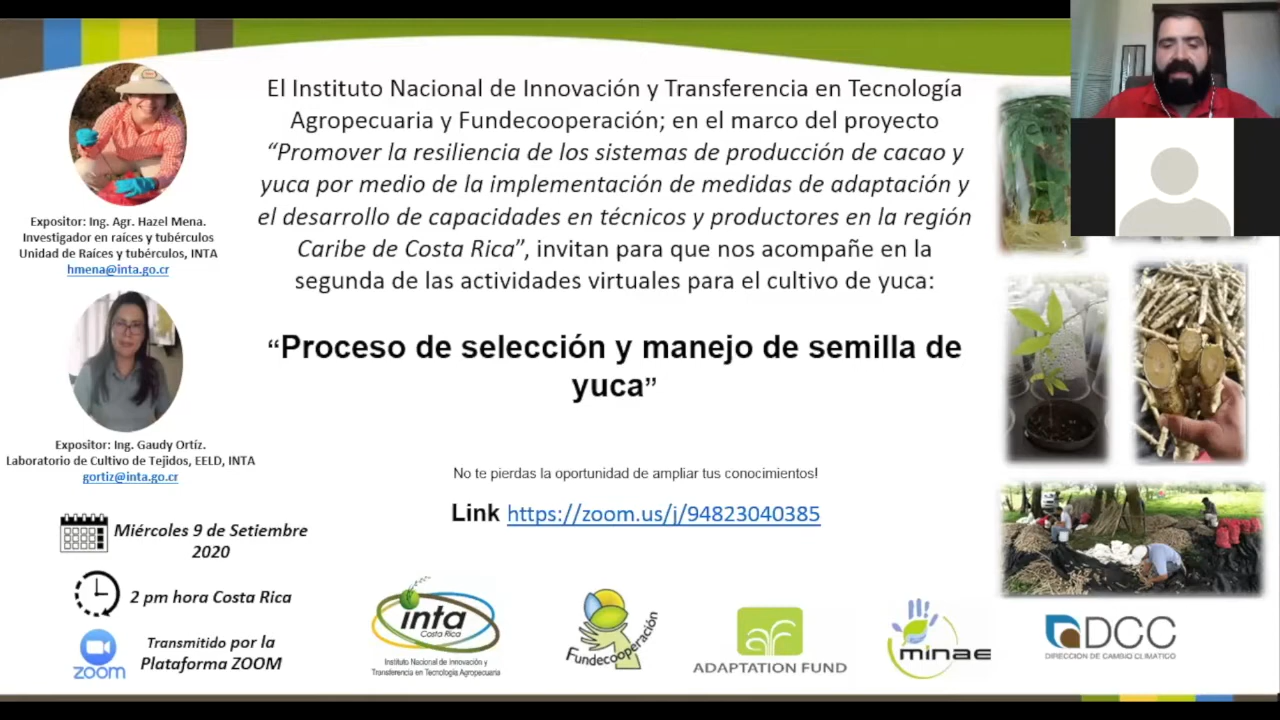 El Instituto Nacional de Innovación y Transferencia en Tecnología
Agropecuaria y Fundecooperación; en el marco del proyecto
“Promover la resiliencia de los sistemas de producción de cacao y
yuca por medio de la implementación de medidas de adaptación y
el desarrollo de capacidades en técnicos y productores en la región
Caribe de Costa Rica”, invitan para que nos acompañe en la
segunda de las actividades virtuales para el cultivo de yuca:
“Proceso de selección y manejo de semilla de
yuca”
No te pierdas la oportunidad de ampliar tus conocimientos!
Link https://zoom.us/j/94823040385
Expositor: Ing. Agr. Hazel Mena.
Investigador en raíces y tubérculos
Unidad de Raíces y tubérculos, INTA
hmena@inta.go.cr
Expositor: Ing. Gaudy Ortíz.
Laboratorio de Cultivo de Tejidos, EELD, INTA
gortiz@inta.go.cr
Miércoles 9 de Setiembre
2020
2 pm hora Costa Rica
Transmitido por la
Plataforma ZOOM
zoom
inta
Costa Rica
Instituto Nacional de Innovación y
Transferencia en Tecnología Agropecuaria
Fundecooperación
ADAPTATION FUND
minae
DCC
DIRECCION DE CAMBIO CLIMATICO